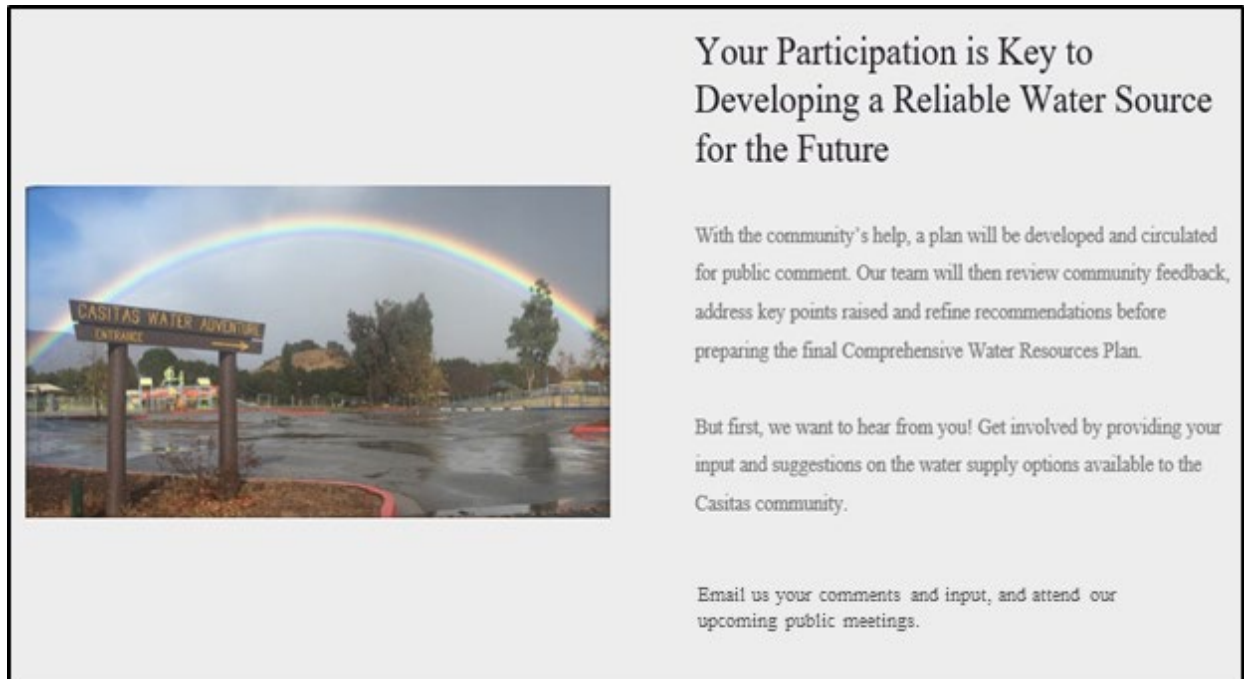 Your Participation is Key to
Developing a Reliable Water Source
for the Future
CASITAS WATER ADVENTURE
ENTRANCE
With the community's help, a plan will be developed and circulated
for public comment. Our team will then review community feedback,
address key points raised and refine recommendations before
preparing the final Comprehensive Water Resources Plan.
But first, we want to hear from you! Get involved by providing your
input and suggestions on the water supply options available to the
Casitas community.
Email us your comments and input, and attend our
upcoming public meetings.